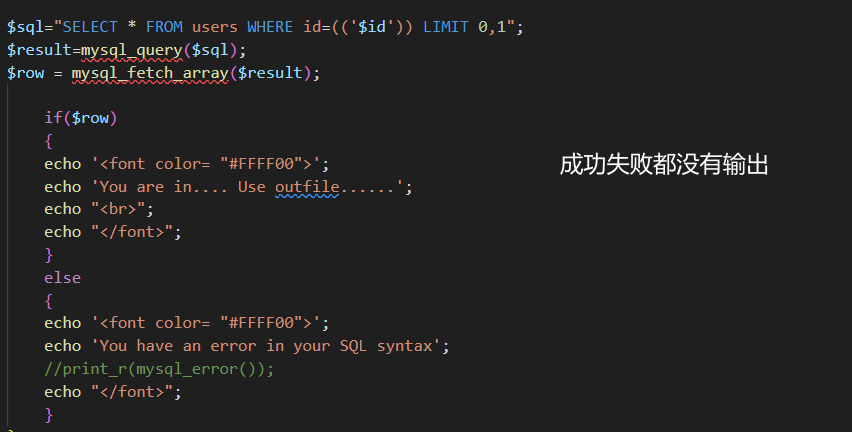 $sql="SELECT * FROM users WHERE id=(('$id')) LIMIT 0,1";
$result=mysql_query($sql);
$row = mysql_fetch_array($result);
if($row)
{
echo '<font color= "#FFFF00">';
成功失败都没有输出
echo 'You are in.... Use outfile......';
echo "<br>";
echo "</font>";
}
else
{
echo '<font color= "#FFFF00">';
echo 'You have an error in your SQL syntax';
//print_r(mysql_error());
echo "</font>";
}